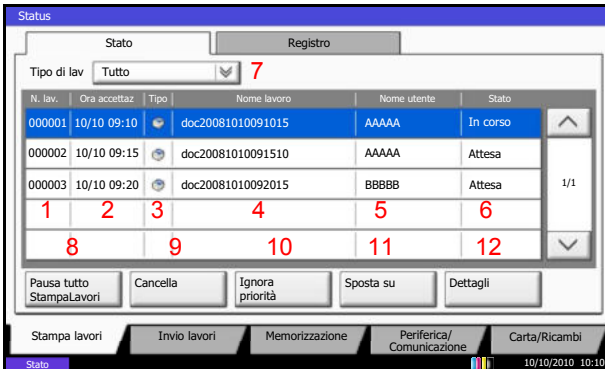 Status
Stato Registro
Tipo di lav Tutto 7
N. lav. Ora accettaz Tipo Nome lavoro Nome utente Stato
000001 10/10 09:10 doc20081010091015 AAAAA In corso
000002 10/10 09:15 doc20081010091510 AAAAA Attesa
000003 10/10 09:20 doc20081010092015 BBBBB Attesa
1/1
1 2 3 4 5 6
8 9 10 11 12
Pausa tutto
StampaLavori
Cancella
Ignora
priorità
Sposta su
Dettagli
Stampa lavori
Invio lavori
Memorizzazione
Periferica/
Comunicazione
Carta/Ricambi
Stato 10/10/2010 10:10